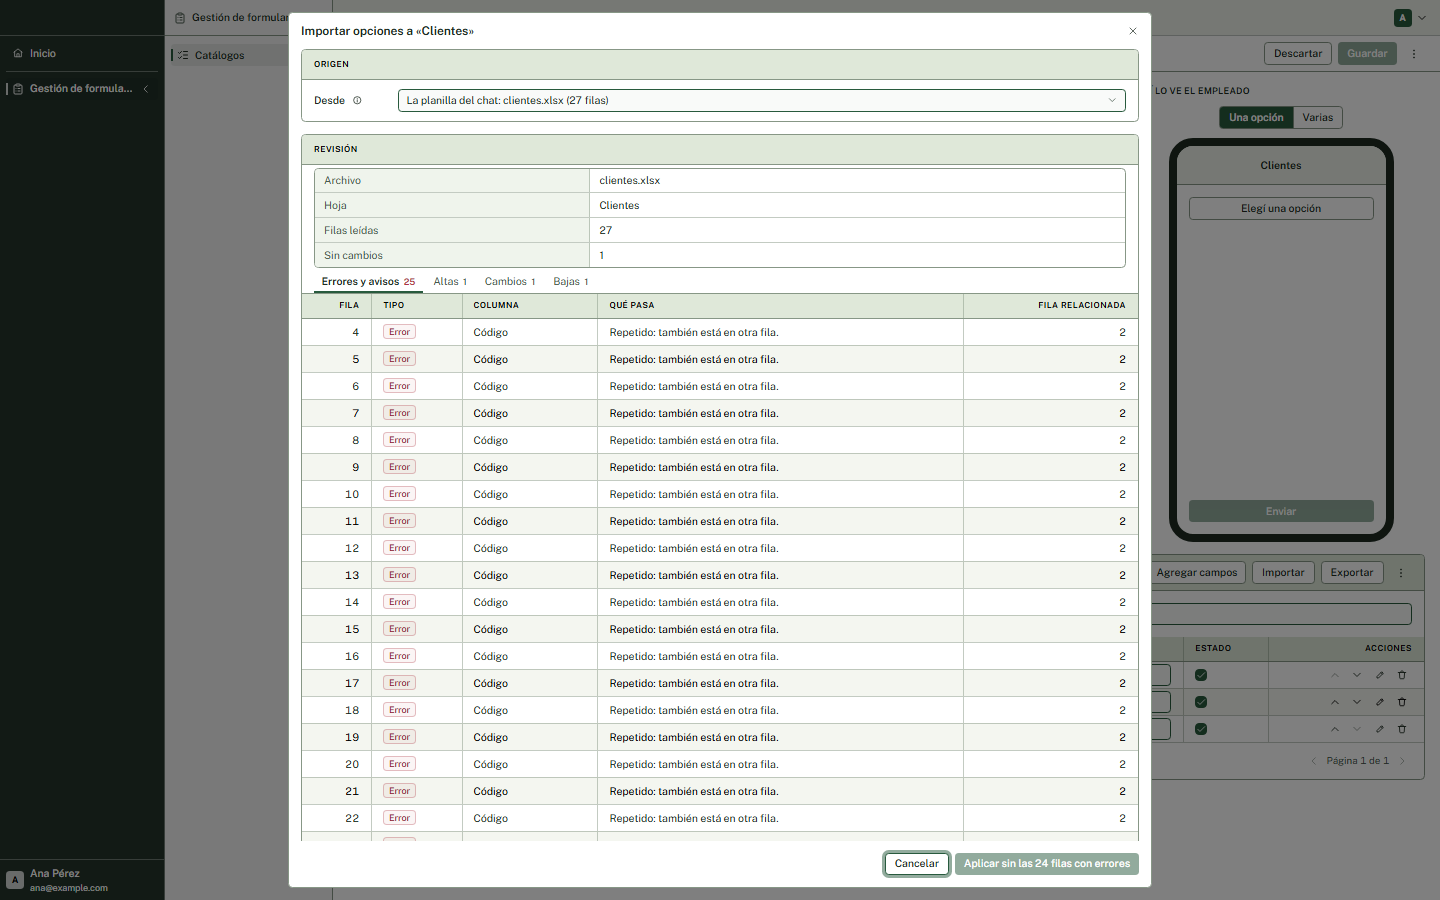 Inicio
Gestión de formula...
Ana Pérez
ana@example.com
A
Gestión de formular
Catálogos
Importar opciones a «Clientes»
ORIGEN
Desde
La planilla del chat: clientes.xlsx (27 filas)
REVISIÓN
Archivo clientes.xlsx
Hoja Clientes
Filas leídas 27
Sin cambios 1
Errores y avisos 25 Altas 1 Cambios 1 Bajas 1
FILA TIPO COLUMNA QUÉ PASA FILA RELACIONADA
4 Error Código Repetido: también está en otra fila. 2
5 Error Código Repetido: también está en otra fila. 2
6 Error Código Repetido: también está en otra fila. 2
7 Error Código Repetido: también está en otra fila. 2
8 Error Código Repetido: también está en otra fila. 2
9 Error Código Repetido: también está en otra fila. 2
10 Error Código Repetido: también está en otra fila. 2
11 Error Código Repetido: también está en otra fila. 2
12 Error Código Repetido: también está en otra fila. 2
13 Error Código Repetido: también está en otra fila. 2
14 Error Código Repetido: también está en otra fila. 2
15 Error Código Repetido: también está en otra fila. 2
16 Error Código Repetido: también está en otra fila. 2
17 Error Código Repetido: también está en otra fila. 2
18 Error Código Repetido: también está en otra fila. 2
19 Error Código Repetido: también está en otra fila. 2
20 Error Código Repetido: también está en otra fila. 2
21 Error Código Repetido: también está en otra fila. 2
22 Error Código Repetido: también está en otra fila. 2
Cancelar Aplicar sin las 24 filas con errores
A
Descartar Guardar
LO VE EL EMPLEADO
Una opción Varias
Clientes
Elegí una opción
Enviar
Agregar campos Importar Exportar
ESTADO ACCIONES
Página 1 de 1